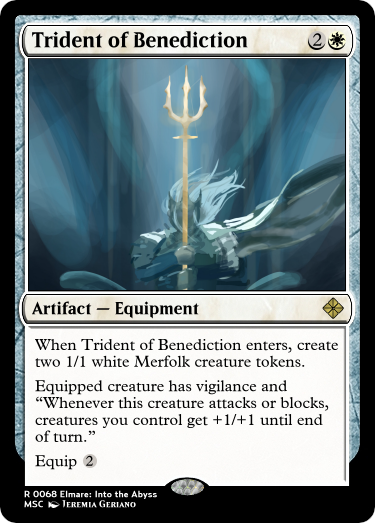 Trident of Benediction 2
Artifact — Equipment
When Trident of Benediction enters, create
two 1/1 white Merfolk creature tokens.
Equipped creature has vigilance and
“Whenever this creature attacks or blocks,
creatures you control get +1/+1 until end
of turn.”
Equip 2
R 0068 Elmare: Into the Abyss
MSC Jeremia Geriano